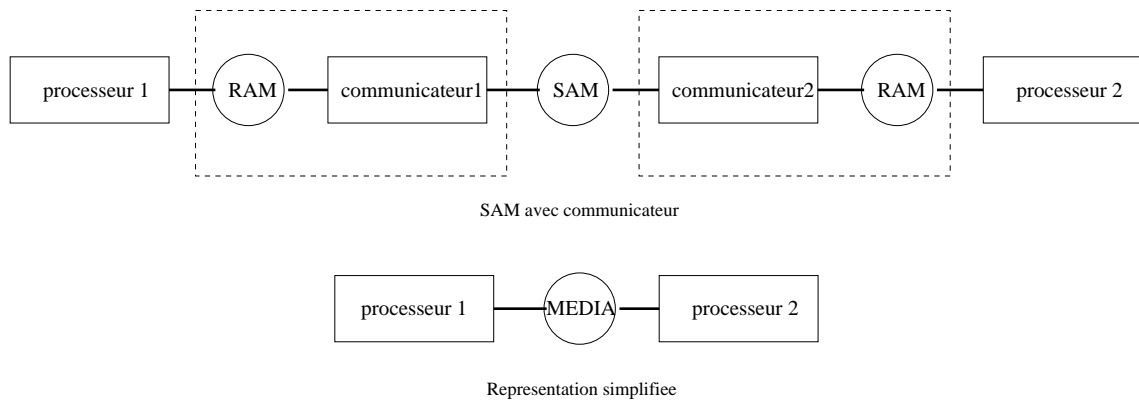 processeur 1 RAM communicateur1 SAM communicateur2 RAM processeur 2
SAM avec communicateur
processeur 1 MEDIA processeur 2
Representation simplifiee